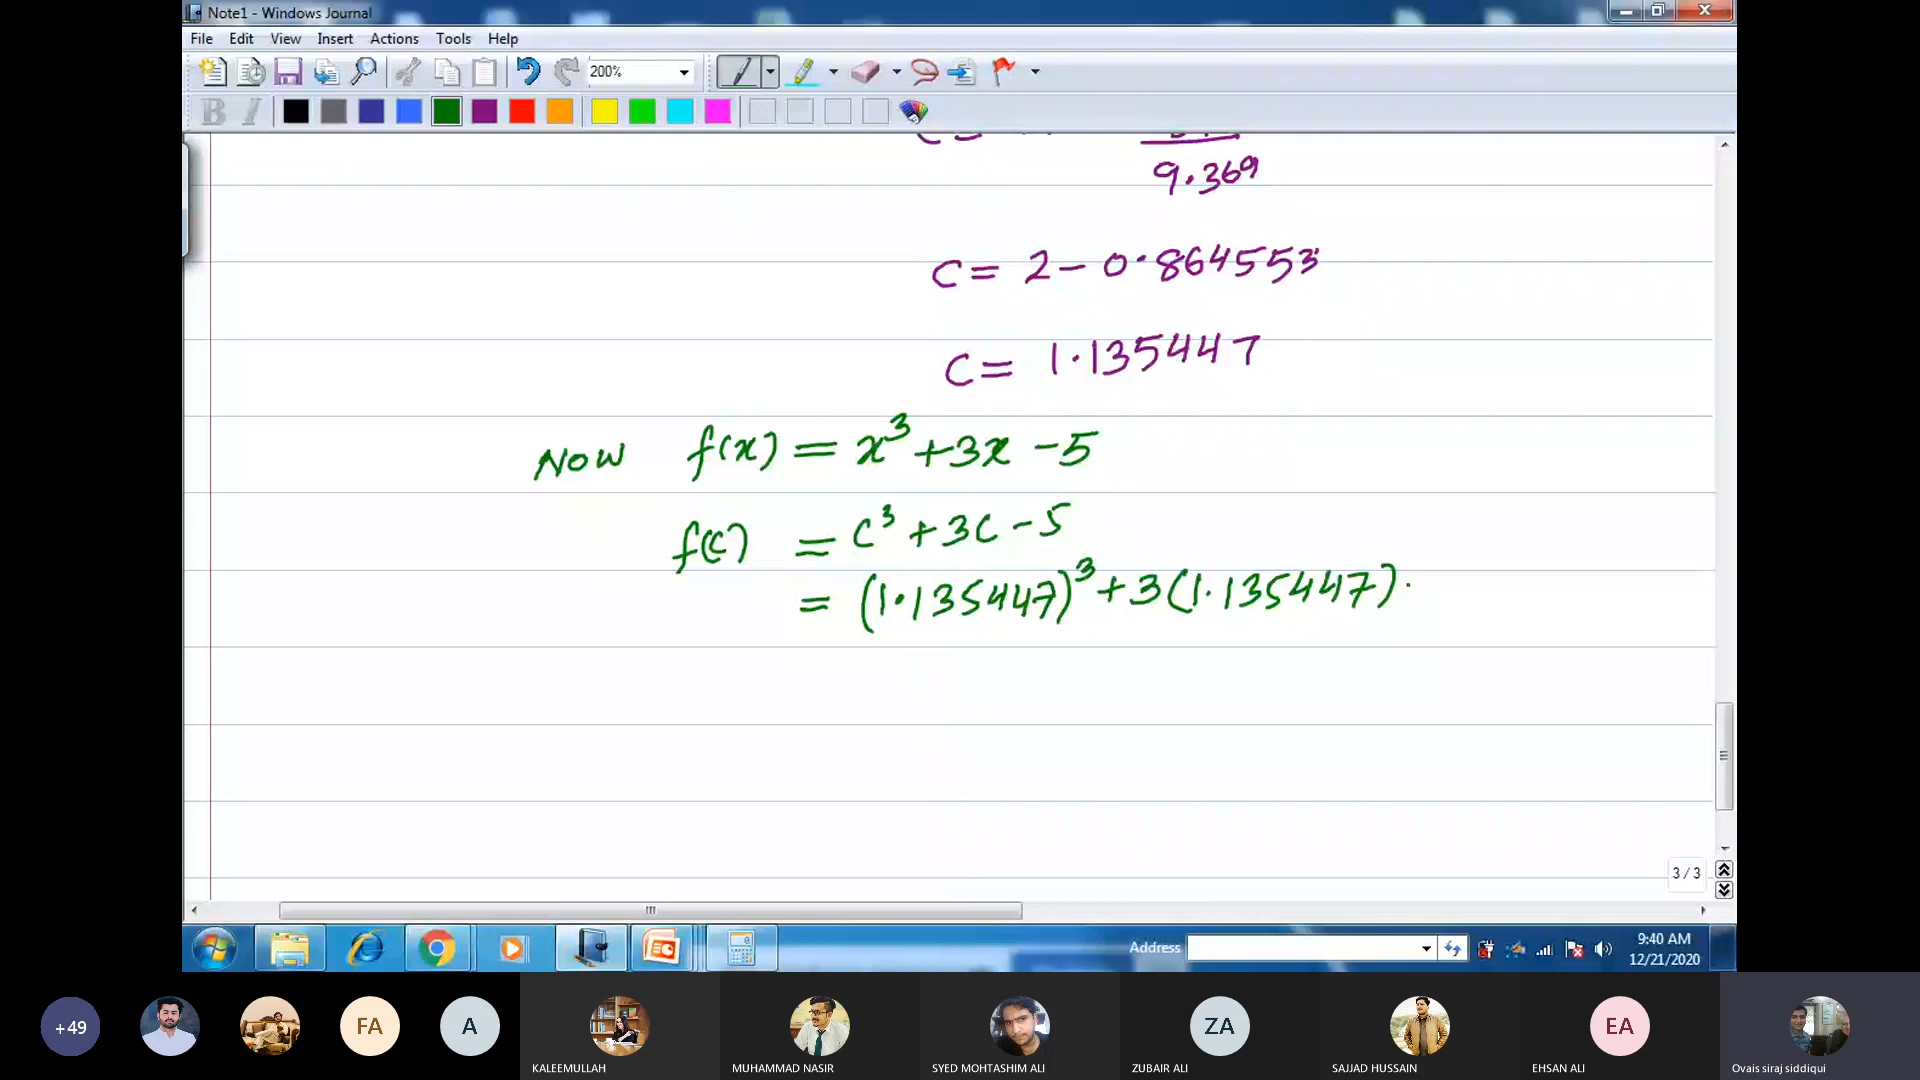 Note1 - Windows Journal
File Edit View Insert Actions Tools Help
200%
B I
9.369
C = 2 - 0.864553
C = 1.135447
Now f(x) = x³ + 3x - 5
f(c) = c³ + 3c - 5
= (1.135447)³ + 3(1.135447)
3 / 3
Address
9:40 AM
12/21/2020
+49
FA
A
ZA
EA
KALEEMULLAH
MUHAMMAD NASIR
SYED MOHTASHIM ALI
ZUBAIR ALI
SAJJAD HUSSAIN
EHSAN ALI
Ovais siraj siddiqui